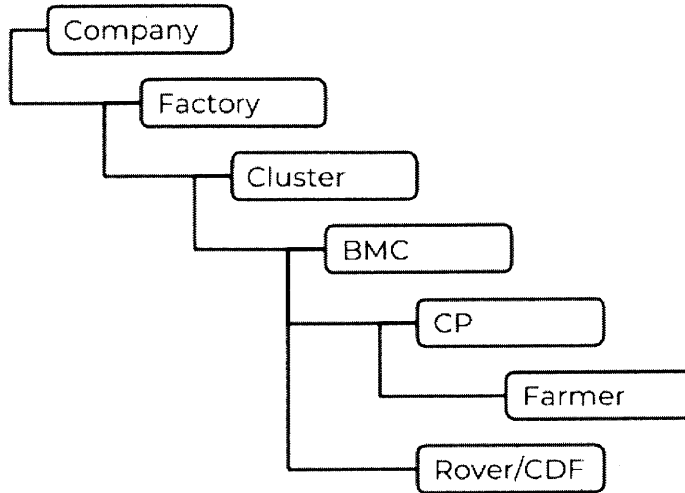 Company
Factory
Cluster
BMC
CP
Farmer
Rover/CDF